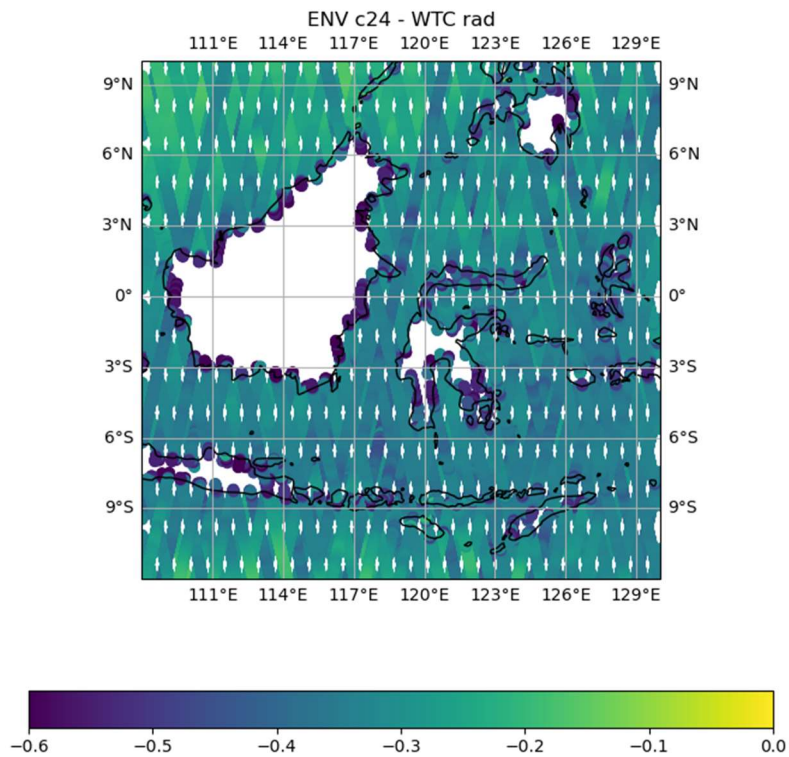 ENV c24 - WTC rad
111°E 114°E 117°E 120°E 123°E 126°E 129°E
9°N 9°N
6°N 6°N
3°N 3°N
0° 0°
3°S 3°S
6°S 6°S
9°S 9°S
111°E 114°E 117°E 120°E 123°E 126°E 129°E
−0.6 −0.5 −0.4 −0.3 −0.2 −0.1 0.0